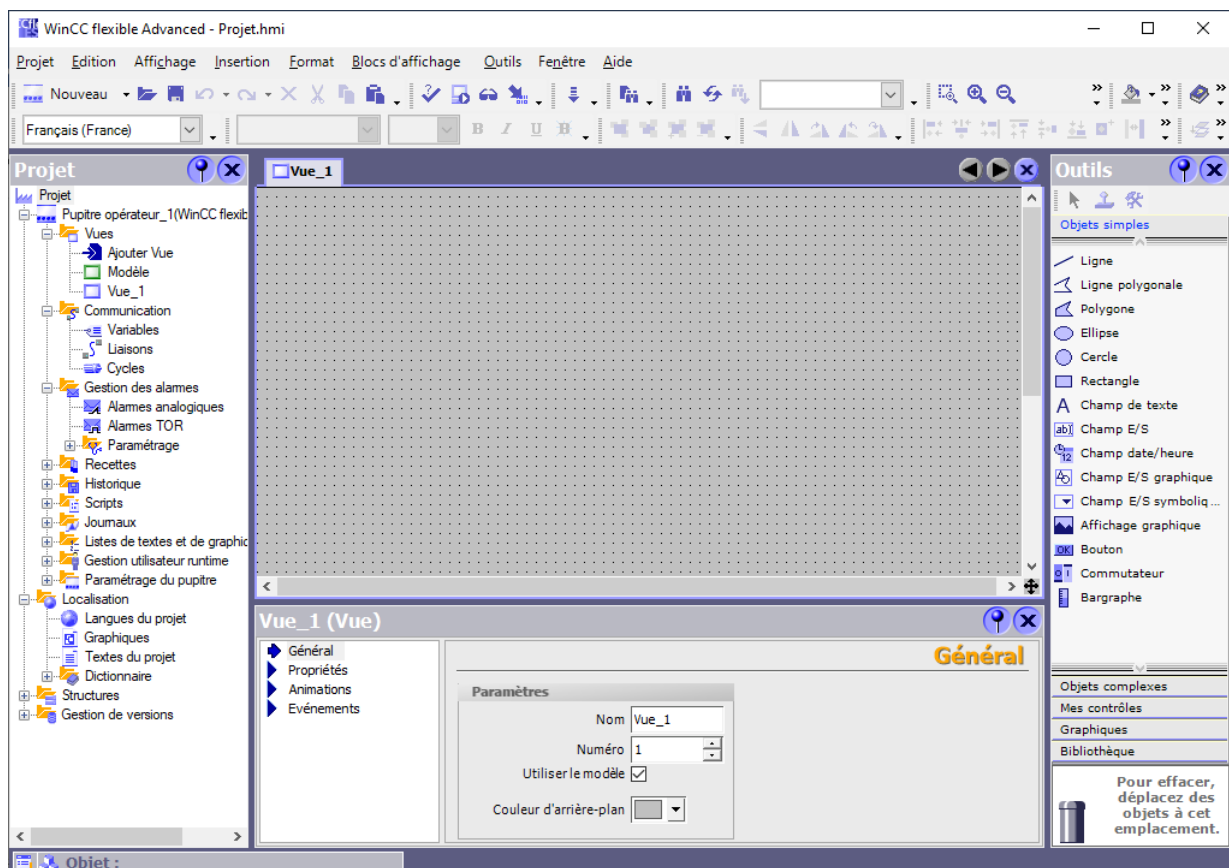 WinCC flexible Advanced - Projet.hmi
Projet Edition Affichage Insertion Format Blocs d'affichage Outils Fenêtre Aide
Nouveau
Français (France)
B I U
Projet
Projet
Pupitre opérateur_1(WinCC flexib
Vues
Ajouter Vue
Modèle
Vue_1
Communication
Variables
Liaisons
Cycles
Gestion des alarmes
Alarmes analogiques
Alarmes TOR
Paramétrage
Recettes
Historique
Scripts
Journaux
Listes de textes et de graphic
Gestion utilisateur runtime
Paramétrage du pupitre
Localisation
Langues du projet
Graphiques
Textes du projet
Dictionnaire
Structures
Gestion de versions
Vue_1
Vue_1 (Vue)
Général
Propriétés
Animations
Evénements
Général
Paramètres
Nom Vue_1
Numéro 1
Utiliser le modèle
Couleur d'arrière-plan
Outils
Objets simples
Ligne
Ligne polygonale
Polygone
Ellipse
Cercle
Rectangle
A Champ de texte
Champ E/S
Champ date/heure
Champ E/S graphique
Champ E/S symboliq...
Affichage graphique
OK Bouton
Commutateur
Bargraphe
Objets complexes
Mes contrôles
Graphiques
Bibliothèque
Pour effacer,
déplacez des
objets à cet
emplacement.
Objet :